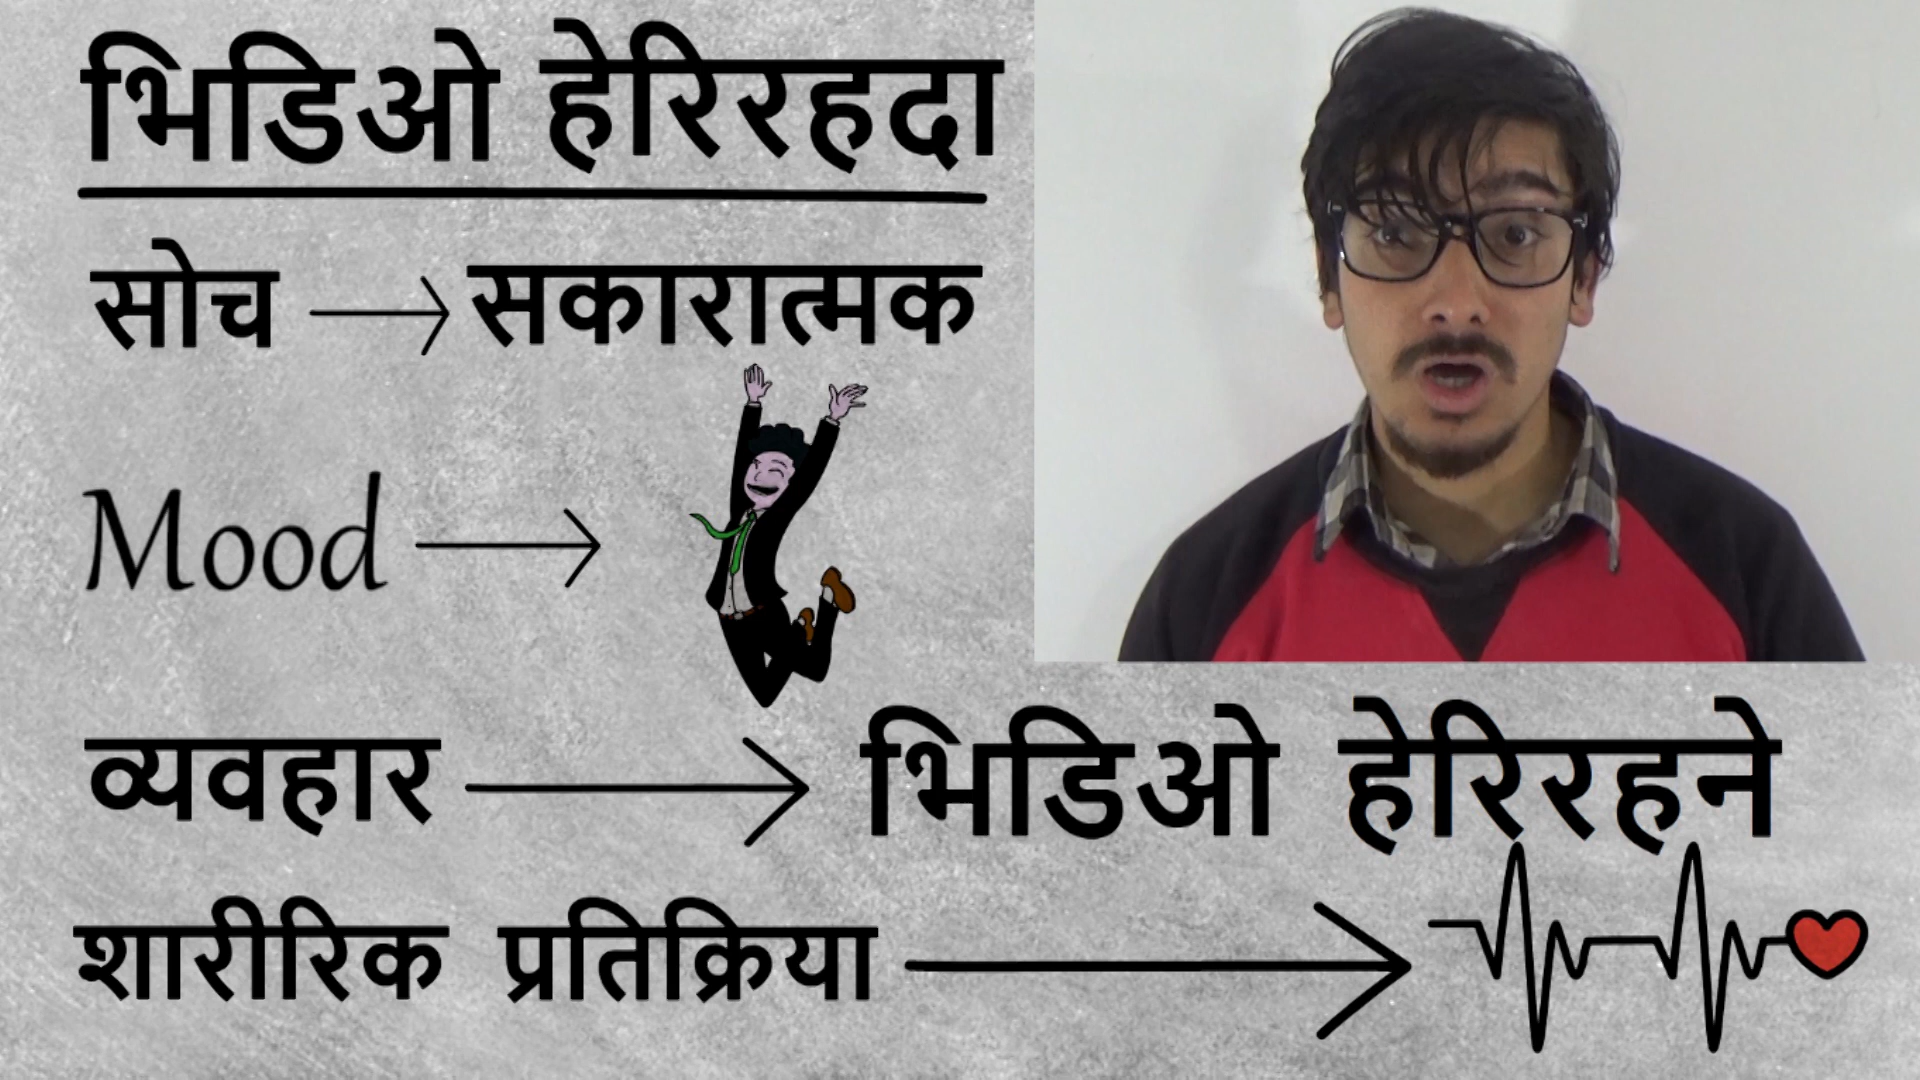 भिडिओ हेरिरहदा
सोच → सकारात्मक
Mood →
व्यवहार → भिडिओ हेरिरहने
शारीरिक प्रतिक्रिया →